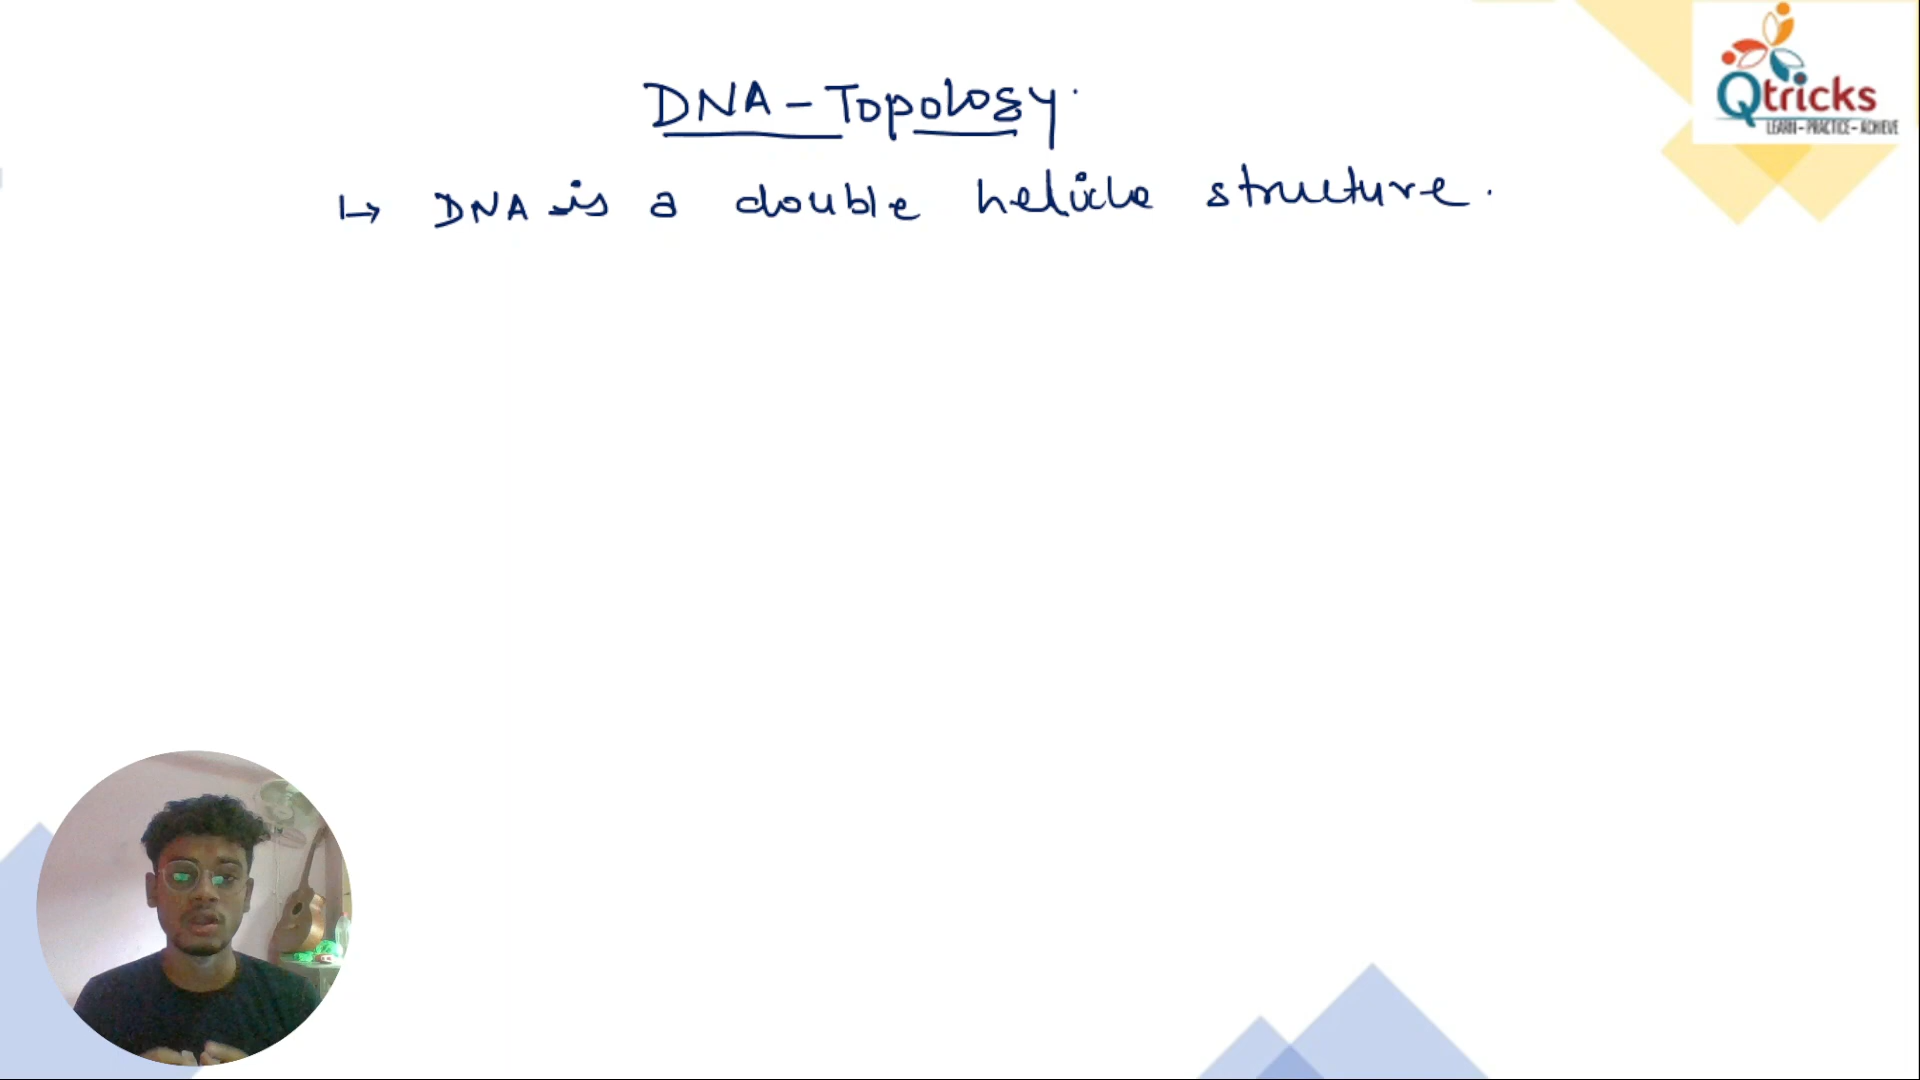 DNA - Topology.
↳ DNA is a double helicle structure.
Qtricks
LEARN - PRACTICE - ACHIEVE